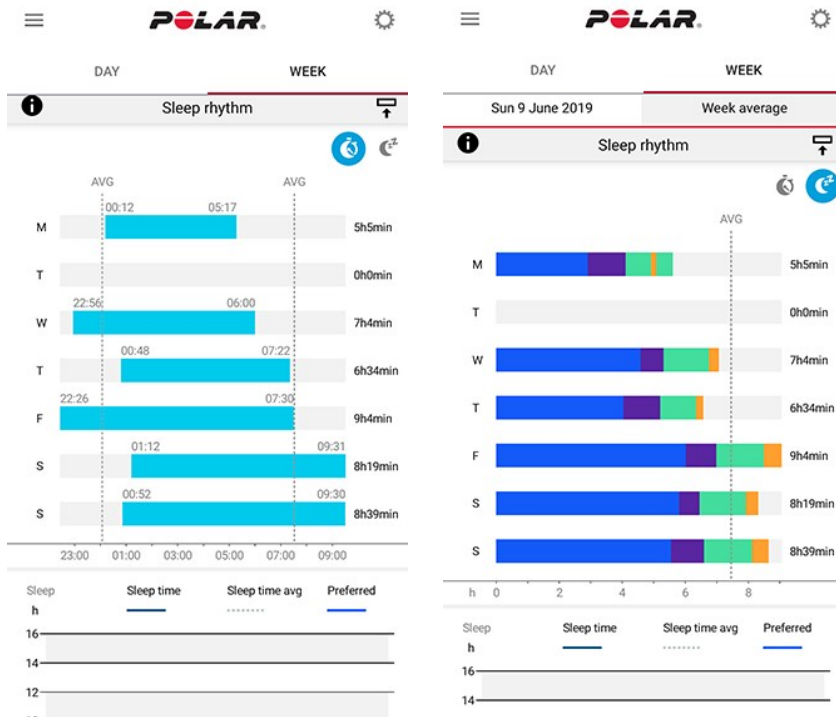 POLAR
DAY WEEK
Sleep rhythm
AVG AVG
00:12 05:17
M 5h5min
T 0h0min
22:56 06:00
W 7h4min
00:48 07:22
T 6h34min
22:26 07:30
F 9h4min
01:12 09:31
S 8h19min
00:52 09:30
S 8h39min
23:00 01:00 03:00 05:00 07:00 09:00
Sleep Sleep time Sleep time avg Preferred
h
16
14
12
POLAR
DAY WEEK
Sun 9 June 2019 Week average
Sleep rhythm
AVG
M 5h5min
T 0h0min
W 7h4min
T 6h34min
F 9h4min
S 8h19min
S 8h39min
h 0 2 4 6 8
Sleep Sleep time Sleep time avg Preferred
h
16
14